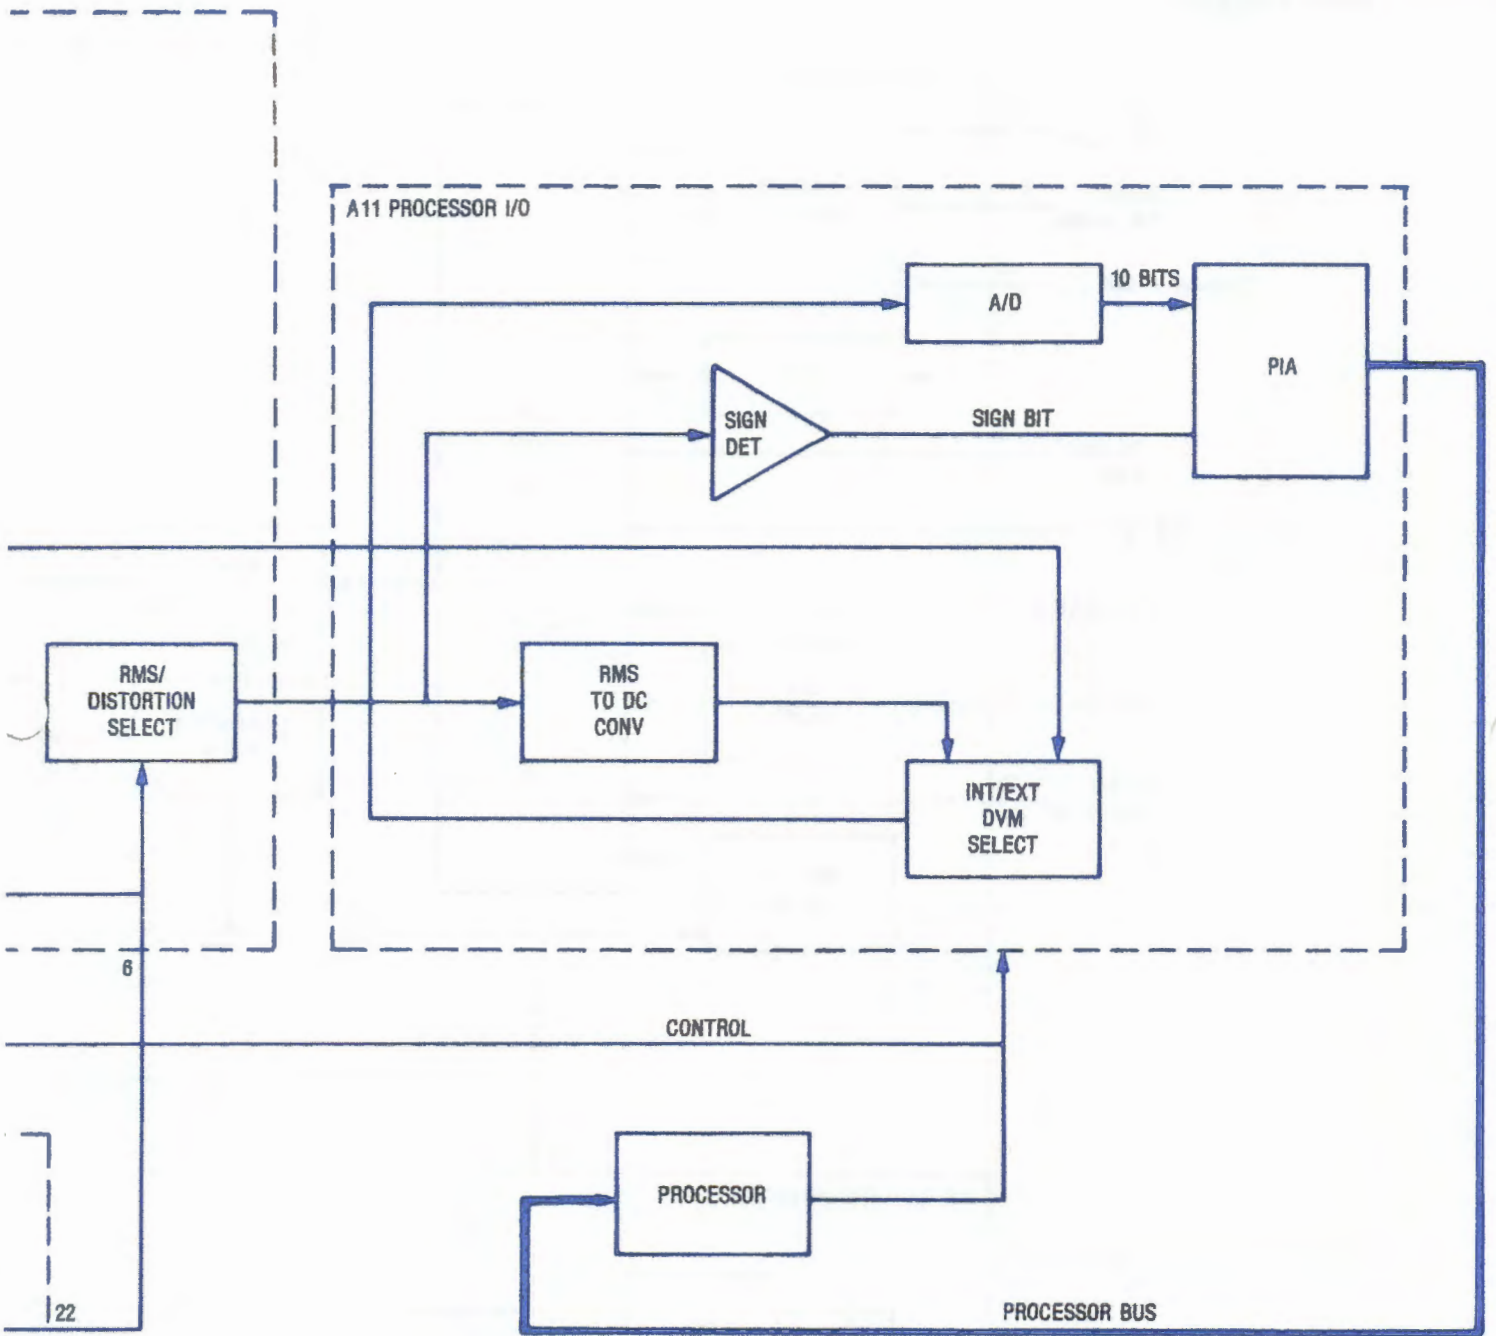 A11 PROCESSOR I/O
A/D
10 BITS
PIA
SIGN
DET
SIGN BIT
RMS/
DISTORTION
SELECT
RMS
TO DC
CONV
INT/EXT
DVM
SELECT
6
CONTROL
PROCESSOR
22
PROCESSOR BUS